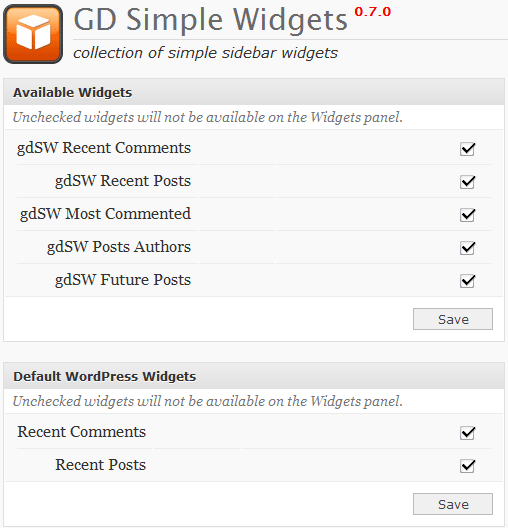 GD Simple Widgets 0.7.0
collection of simple sidebar widgets
Available Widgets
Unchecked widgets will not be available on the Widgets panel.
gdSW Recent Comments
gdSW Recent Posts
gdSW Most Commented
gdSW Posts Authors
gdSW Future Posts
Save
Default WordPress Widgets
Unchecked widgets will not be available on the Widgets panel.
Recent Comments
Recent Posts
Save